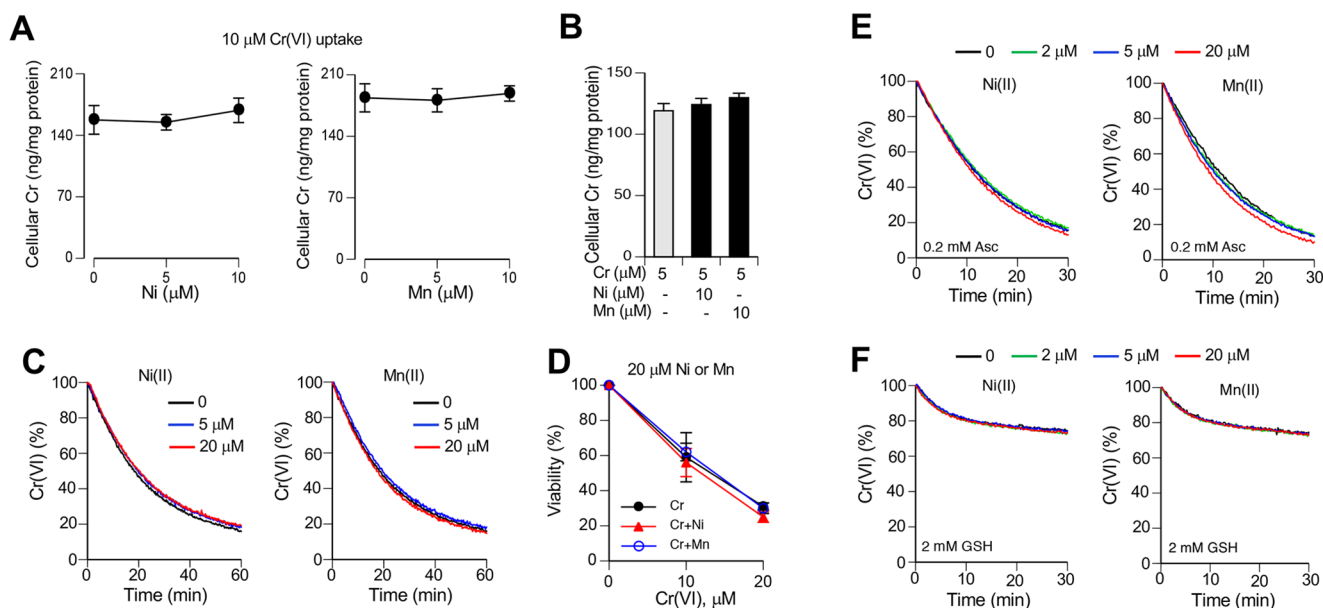 A
10 μM Cr(VI) uptake
Cellular Cr (ng/mg protein)
210
140
70
0
0 5 10
Ni (μM)
Cellular Cr (ng/mg protein)
210
140
70
0
0 5 10
Mn (μM)
B
Cellular Cr (ng/mg protein)
150
100
50
0
Cr (μM) 5 5 5
Ni (μM) - 10 -
Mn (μM) - - 10
C
Ni(II)
0
5 μM
20 μM
Cr(VI) (%)
100
80
60
40
20
0
0 20 40 60
Time (min)
Mn(II)
0
5 μM
20 μM
Cr(VI) (%)
100
80
60
40
20
0
0 20 40 60
Time (min)
D
20 μM Ni or Mn
Viability (%)
100
80
60
40
20
0
Cr
Cr+Ni
Cr+Mn
0 10 20
Cr(VI), μM
E
0 2 μM 5 μM 20 μM
Ni(II)
Cr(VI) (%)
100
80
60
40
20
0
0.2 mM Asc
0 10 20 30
Time (min)
Mn(II)
Cr(VI) (%)
100
80
60
40
20
0
0.2 mM Asc
0 10 20 30
Time (min)
F
0 2 μM 5 μM 20 μM
Ni(II)
Cr(VI) (%)
100
80
60
40
20
0
2 mM GSH
0 10 20 30
Time (min)
Mn(II)
Cr(VI) (%)
100
80
60
40
20
0
2 mM GSH
0 10 20 30
Time (min)